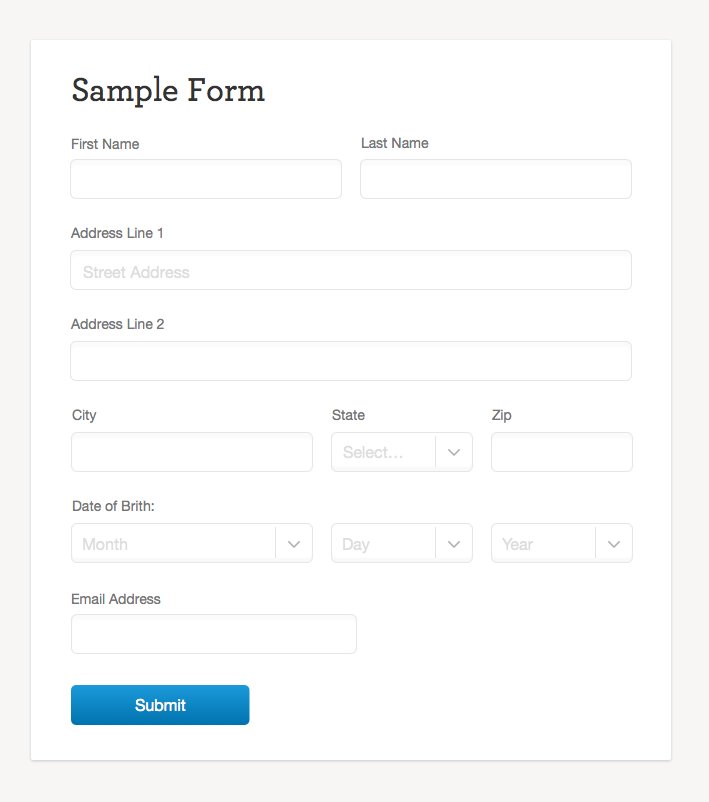 Sample Form
First Name Last Name
Address Line 1
Street Address
Address Line 2
City State Zip
Select...
Date of Brith:
Month Day Year
Email Address
Submit